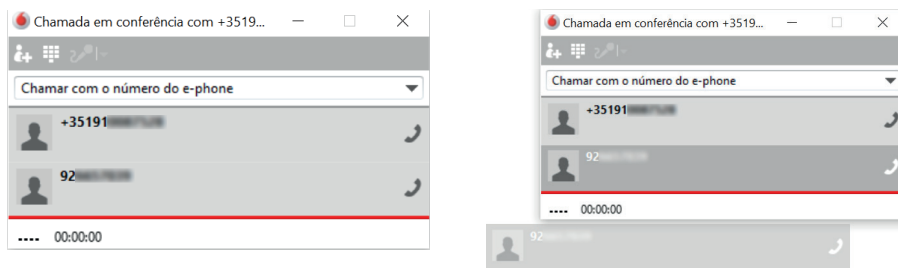 Chamada em conferência com +3519...
Chamar com o número do e-phone
+35191
92
00:00:00
Chamada em conferência com +3519...
Chamar com o número do e-phone
+35191
92
00:00:00
92